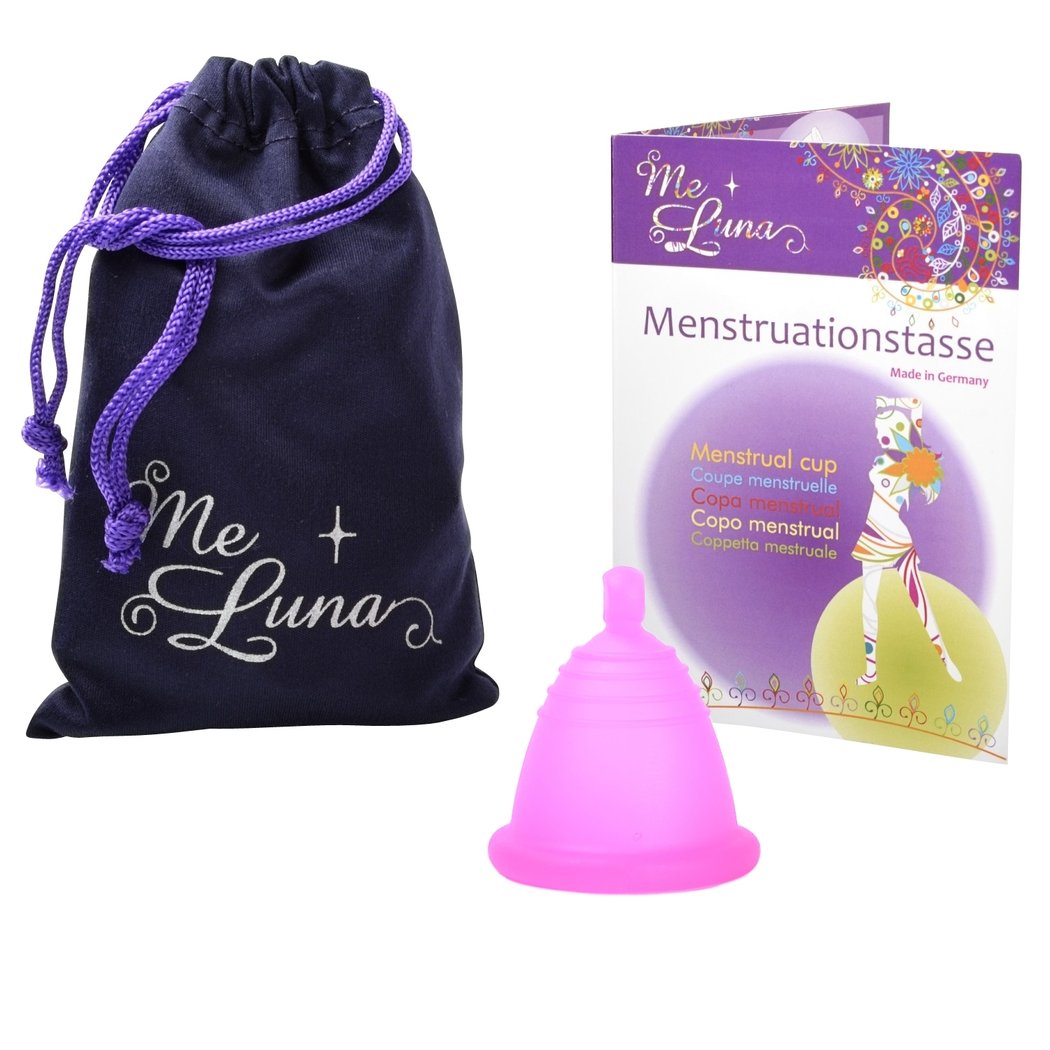 Me
Luna
Me
Luna
Menstruationstasse
Made in Germany
Menstrual cup
Coupe menstruelle
Copa menstrual
Copo menstrual
Coppetta mestruale